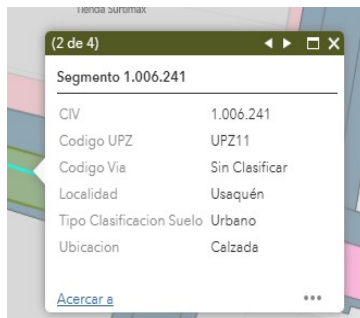 Tienda Surtimax
(2 de 4)
Segmento 1.006.241
CIV 1.006.241
Codigo UPZ UPZ11
Codigo Via Sin Clasificar
Localidad Usaquén
Tipo Clasificacion Suelo Urbano
Ubicacion Calzada
Acercar a